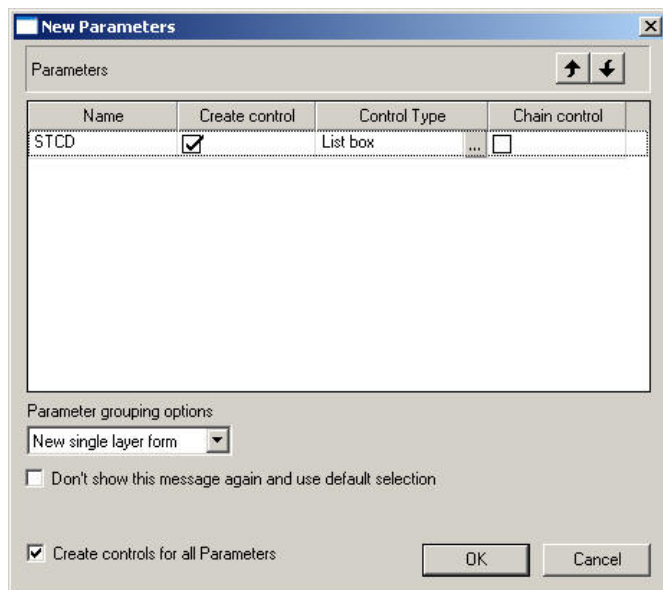 New Parameters
Parameters
Name Create control Control Type Chain control
STCD List box ...
Parameter grouping options
New single layer form
Don't show this message again and use default selection
Create controls for all Parameters
OK Cancel